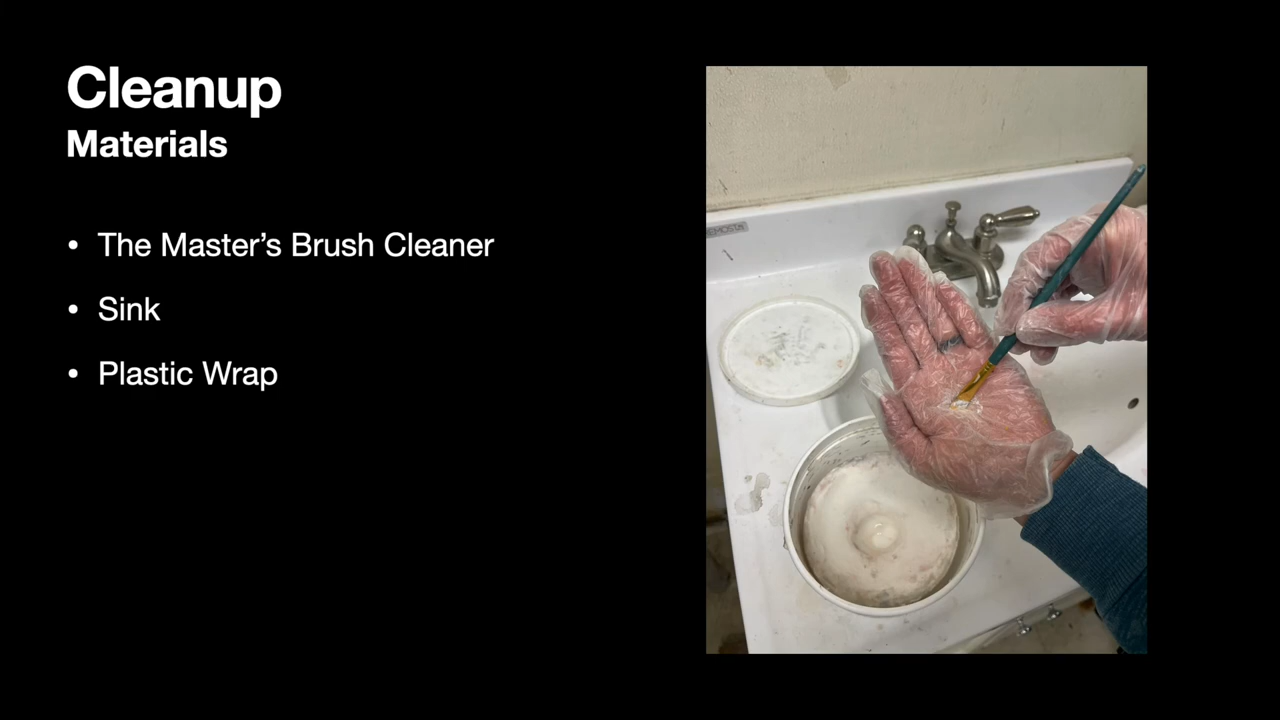 Cleanup
Materials
• The Master’s Brush Cleaner
• Sink
• Plastic Wrap